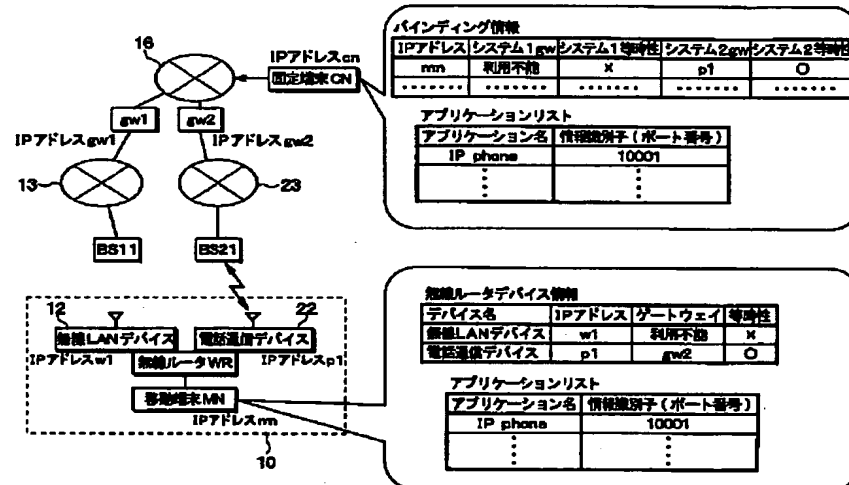 16
IPアドレスcn
固定端末CN
gw1
gw2
IPアドレスgw1
IPアドレスgw2
13
23
BS11
BS21
12
22
無線LANデバイス
電話通信デバイス
IPアドレスw1
無線ルータWR
IPアドレスp1
移動端末MN
IPアドレスmn
10
バインディング情報
IPアドレス システム1gw システム1等時性 システム2gw システム2等時性
mn 利用不能 × p1 ○
....... ....... ....... ....... .......
アプリケーションリスト
アプリケーション名 情報識別子(ポート番号)
IP phone 10001
⋮ ⋮
無線ルータデバイス情報
デバイス名 IPアドレス ゲートウェイ 等時性
無線LANデバイス w1 利用不能 ×
電話通信デバイス p1 gw2 ○
アプリケーションリスト
アプリケーション名 情報識別子(ポート番号)
IP phone 10001
⋮ ⋮